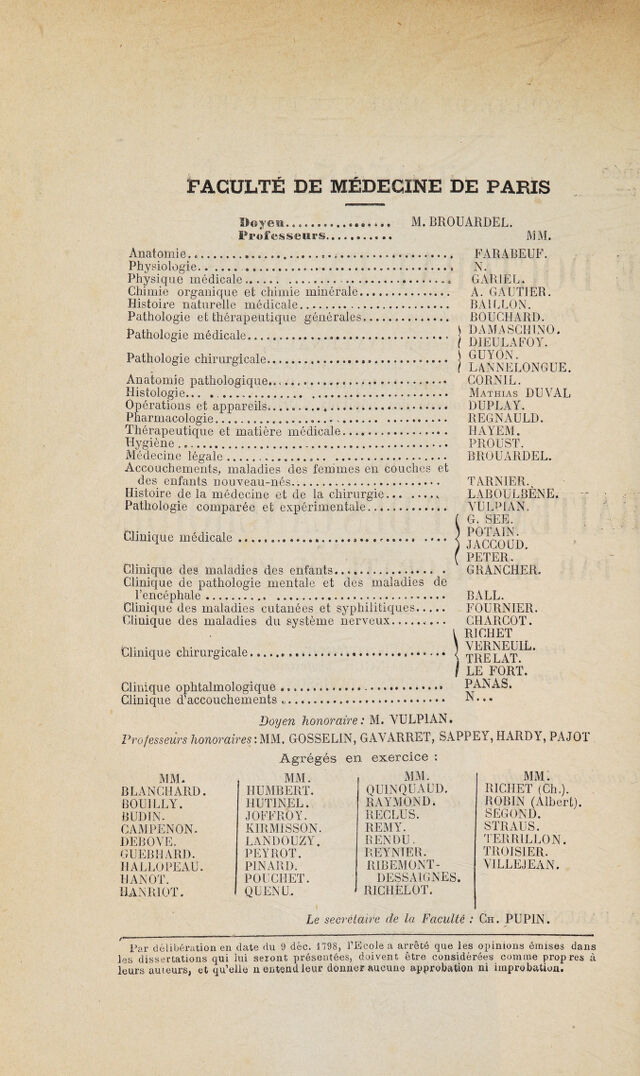 FACULTÉ DE MÉDECINE DE PARIS
Doyen................ M. BROUARDEL.
Professeurs........... MM.
Anatomie........................................ FARABEUF.
Physiologie........................................ N.
Physique médicale................................ GARIEL.
Chimie organique et chimie minérale.............. A. GAUTIER.
Histoire naturelle médicale...................... BAILLON.
Pathologie et thérapeutique générales............. BOUCHARD.
Pathologie médicale............................. DAMASCHINO.
DIEULAFOY.
Pathologie chirurgicale........................... GUYON.
LANNELONGUE.
Anatomie pathologique........................... CORNIL.
Histologie... ................................... MATHIAS DUVAL
Opérations et appareils........................... DUPLAY.
Pharmacologie................................... REGNAULD.
Thérapeutique et matière médicale................ HAYEM.
Hygiène ........................................ PROUST.
Médecine légale ................................. BROUARDEL.
Accouchements, maladies des femmes en couches et
des enfants nouveau-nés....................... TARNIER.
Histoire de la médecine et de la chirurgie... ...... LABOULBÈNE.
Pathologie comparée et expérimentale............. VULPIAN.
Clinique médicale ............................... G. SEE.
POTAIN.
JACCOUD.
PETER.
Clinique des maladies des enfants................. GRANCHER.
Clinique de pathologie mentale et des maladies de
l'encéphale .................................... BALL.
Clinique des maladies cutanées et syphilitiques..... FOURNIER.
Clinique des maladies du système nerveux......... CHARCOT.
Clinique chirurgicale............................. RICHET
VERNEUIL.
TRELAT.
LE FORT.
Clinique ophtalmologique ........................ PANAS.
Clinique d'accouchements ........................ N...
Doyen honoraire : M. VULPIAN.
Professeurs honoraires : MM. GOSSELIN, GAVARRET, SAPPEY, HARDY, PAJOT
Agrégés en exercice :
MM.
BLANCHARD.
BOUILLY.
BUDIN.
CAMPENON.
DEBOVE.
GUEBHARD.
HALLOPEAU.
HANOT.
HANRIOT.
MM.
HUMBERT.
HUTINEL.
JOFFROY.
KIRMISSON.
LANDOUZY.
PEYROT.
PINARD.
POUCHET.
QUENU.
MM.
QUINQUAUD.
RAYMOND.
RECLUS.
REMY.
RENDU.
REYNIER.
RIBEMONT-
DESSAIGNES.
RICHELOT.
MM.
RICHET (Ch.).
ROBIN (Albert).
SEGOND.
STRAUS.
TERRILLON.
TROISIER.
VILLEJEAN.
Le secrétaire de la Faculté : CH. PUPIN.
Par délibération en date du 9 déc. 1798, l'Ecole a arrêté que les opinions émises dans
les dissertations qui lui seront présentées, doivent être considérées comme propres à
leurs auteurs, et qu'elle n entend leur donner aucune approbation ni improbation.